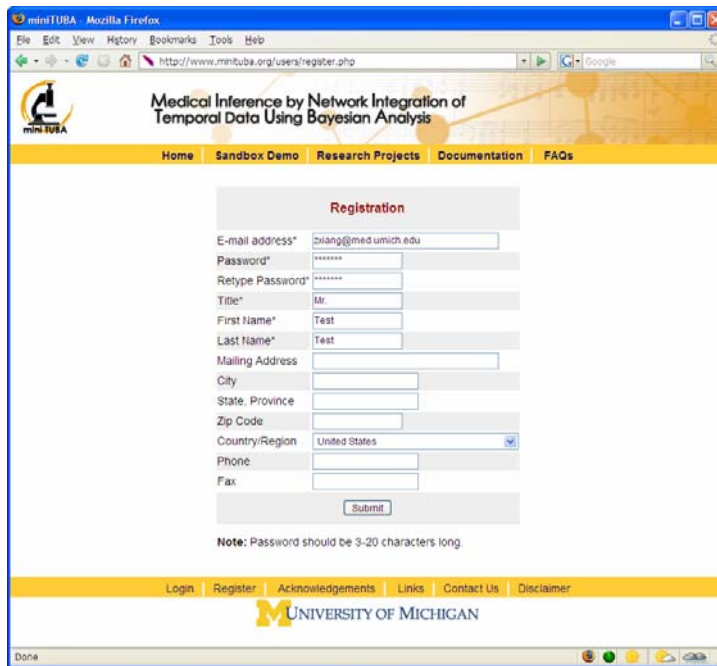 miniTUBA - Mozilla Firefox
File Edit View History Bookmarks Tools Help
http://www.minituba.org/users/register.php
Google
mini TUBA
Medical Inference by Network Integration of
Temporal Data Using Bayesian Analysis
Home Sandbox Demo Research Projects Documentation FAQs
Registration
E-mail address* zxiang@med.umich.edu
Password* *******
Retype Password* *******
Title* Mr.
First Name* Test
Last Name* Test
Mailing Address
City
State, Province
Zip Code
Country/Region United States
Phone
Fax
Submit
Note: Password should be 3-20 characters long.
Login Register Acknowledgements Links Contact Us Disclaimer
M UNIVERSITY OF MICHIGAN
Done